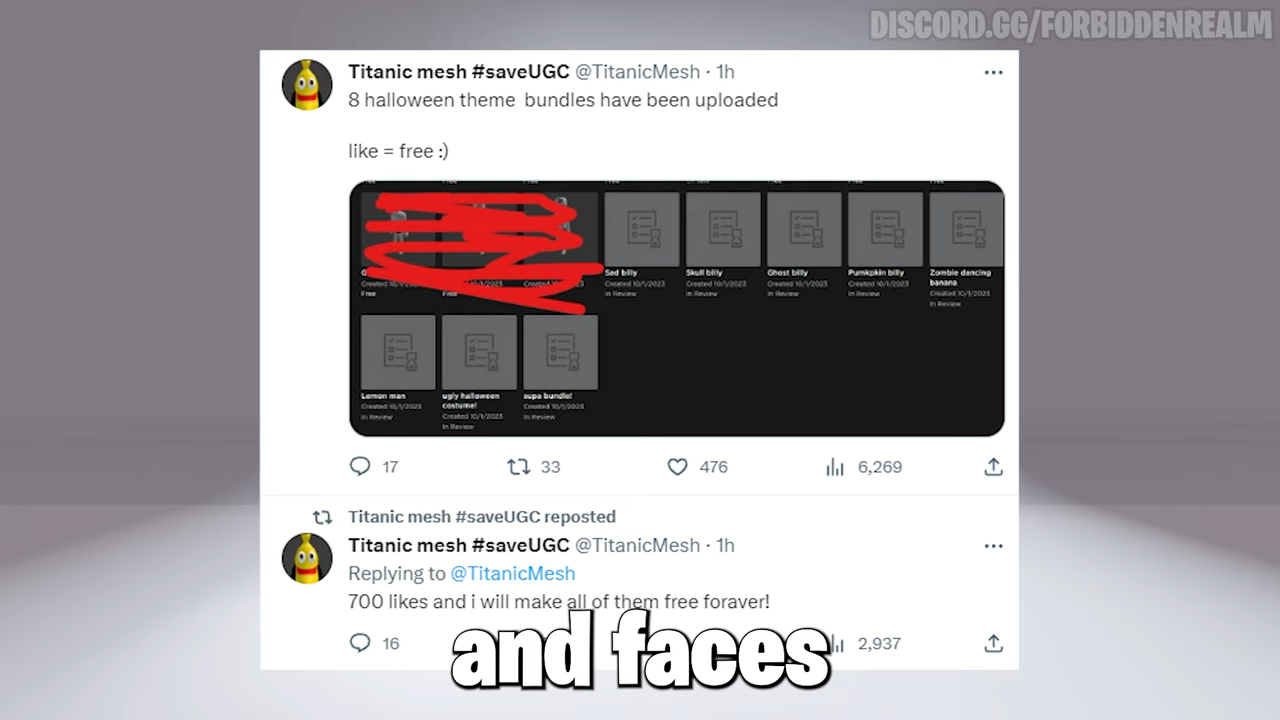 DISCORD.GG/FORBIDDENREALM
Titanic mesh #saveUGC @TitanicMesh · 1h
8 halloween theme bundles have been uploaded
like = free :)
Sad billy
Skull billy
Ghost billy
Pumkpkin billy
Zombie dancing
banana
Created 10/1/2023
Created 10/1/2023
Created 10/1/2023
Created 10/1/2023
Created 10/1/2023
In Review
In Review
In Review
In Review
In Review
Free
Free
Lemon man
ugly halloween
costume!
supa bundle!
Created 10/1/2023
Created 10/1/2023
Created 10/1/2023
In Review
In Review
In Review
17
33
476
6,269
Titanic mesh #saveUGC reposted
Titanic mesh #saveUGC @TitanicMesh · 1h
Replying to @TitanicMesh
700 likes and i will make all of them free foraver!
16
2,937
and faces